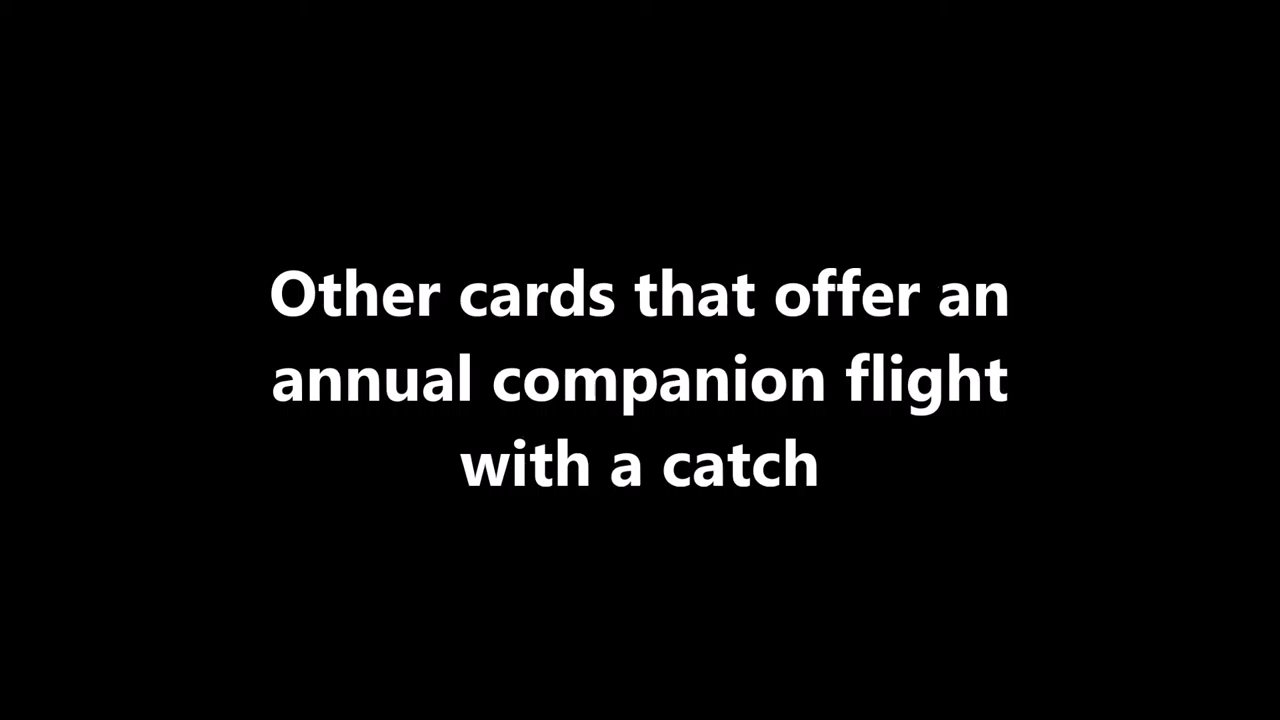 Other cards that offer an
annual companion flight
with a catch